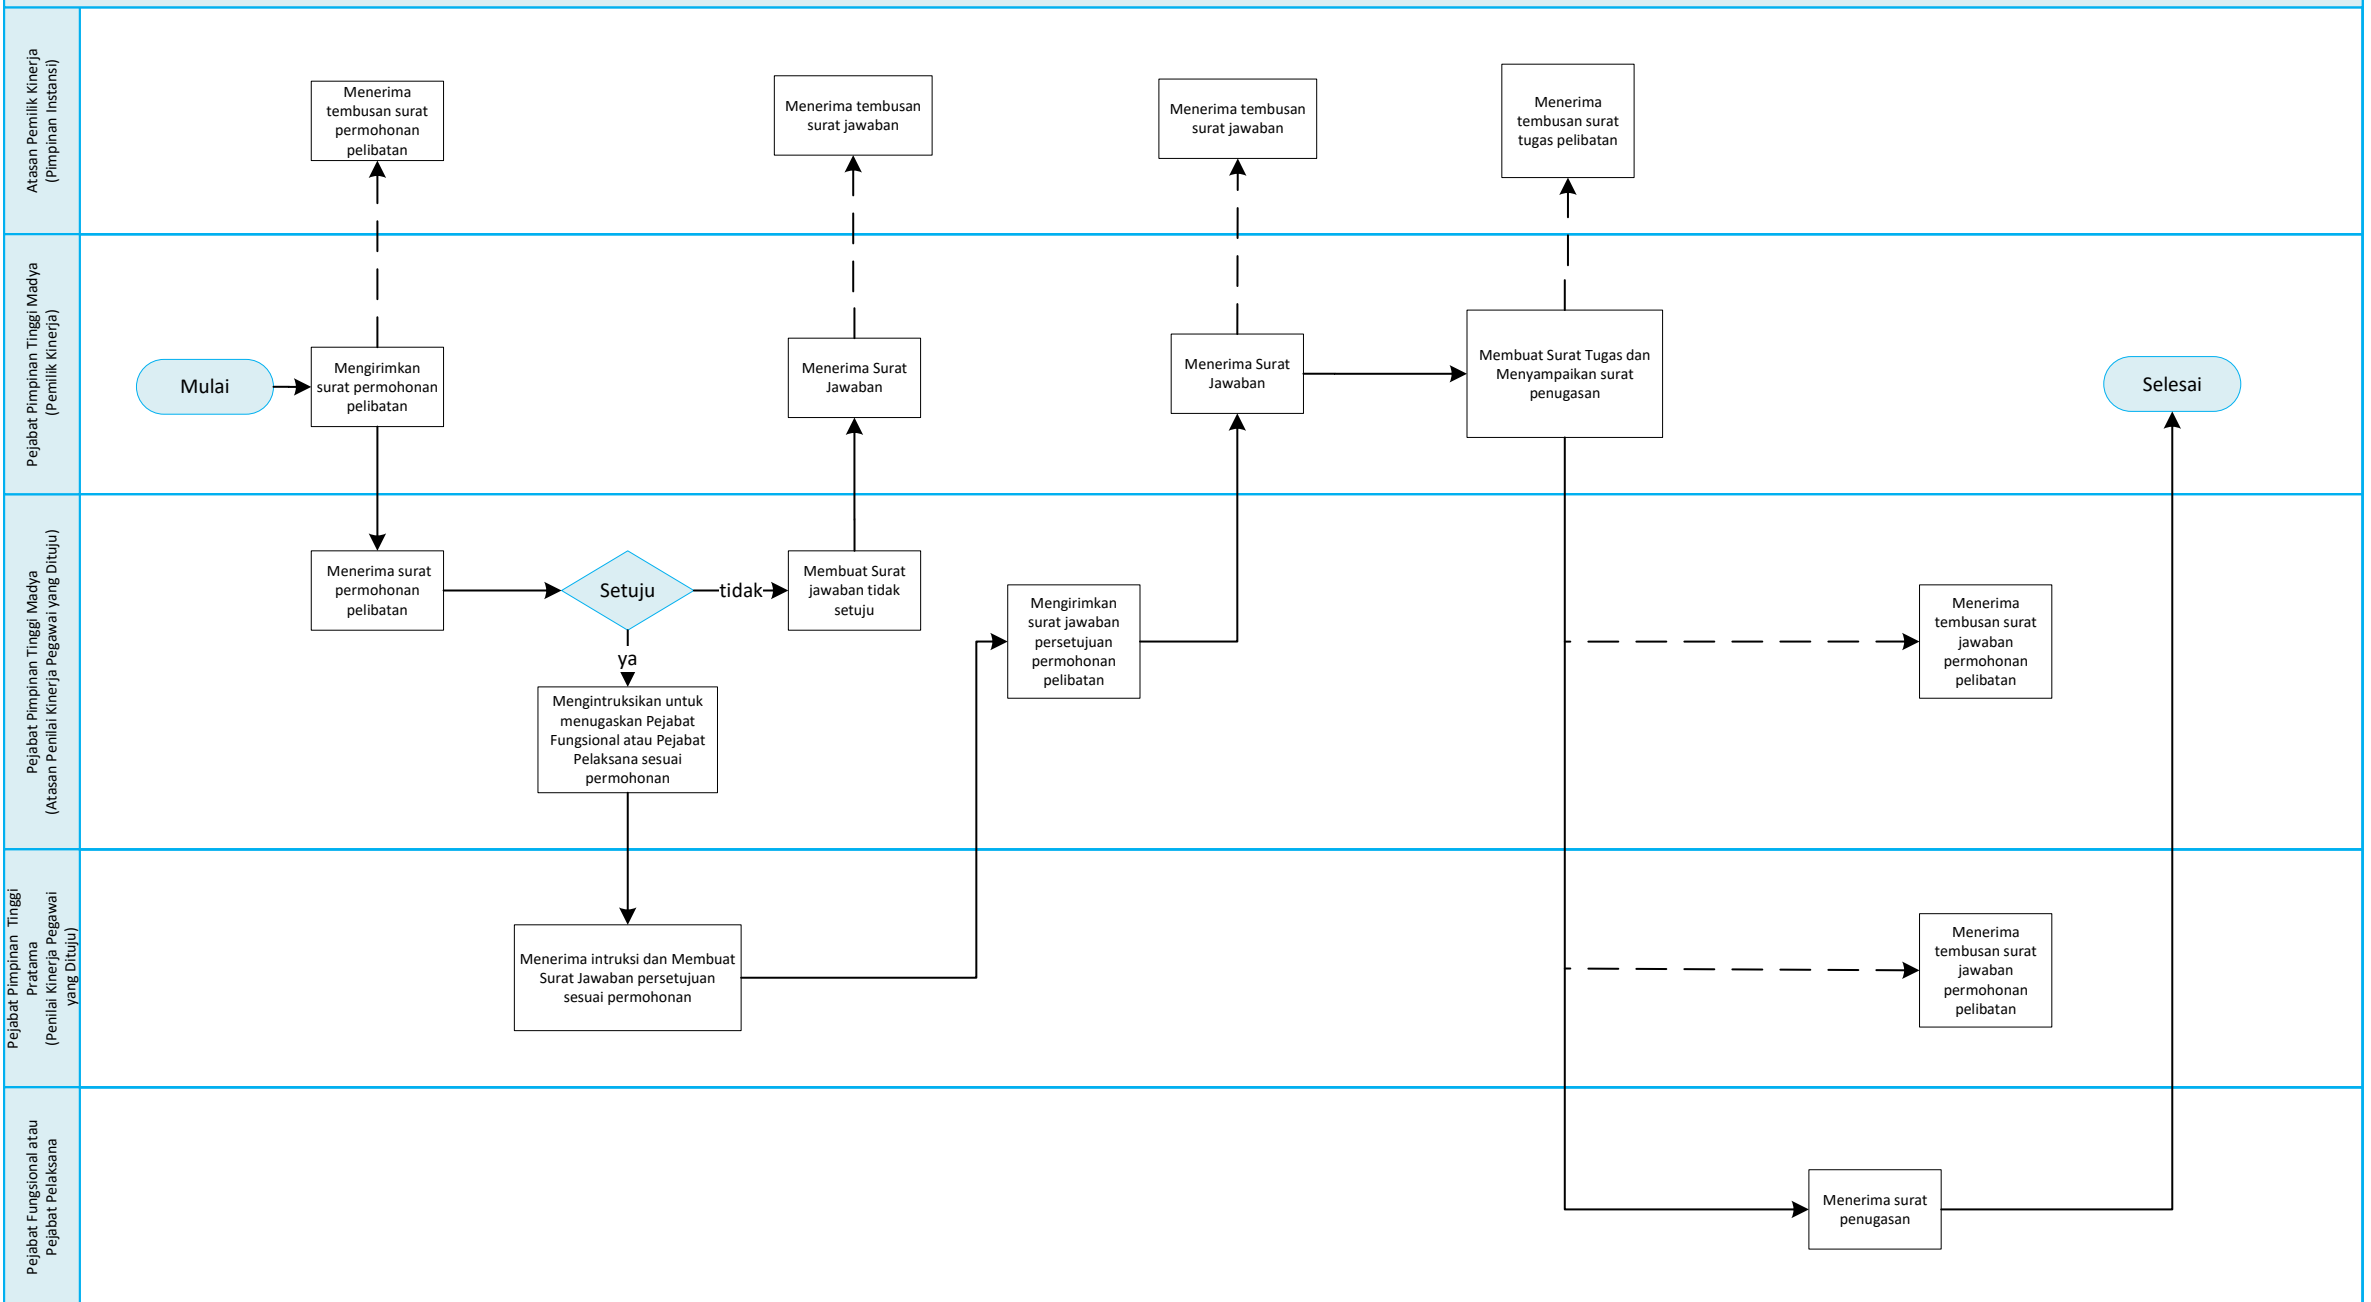 Atasan Pemilik Kinerja
(Pimpinan Instansi)
Menerima
tembusan surat
permohonan
pelibatan
Menerima tembusan
surat jawaban
Menerima tembusan
surat jawaban
Menerima
tembusan surat
tugas pelibatan
Pejabat Pimpinan Tinggi Madya
(Pemilik Kinerja)
Mulai
Mengirimkan
surat permohonan
pelibatan
Menerima Surat
Jawaban
Menerima Surat
Jawaban
Membuat Surat Tugas dan
Menyampaikan surat
penugasan
Selesai
Pejabat Pimpinan Tinggi Madya
(Atasan Penilai Kinerja Pegawai yang Dituju)
Menerima surat
permohonan
pelibatan
Setuju
tidak
Membuat Surat
jawaban tidak
setuju
ya
Mengintruksikan untuk
menugaskan Pejabat
Fungsional atau Pejabat
Pelaksana sesuai
permohonan
Mengirimkan
surat jawaban
persetujuan
permohonan
pelibatan
Menerima
tembusan surat
jawaban
permohonan
pelibatan
Pejabat Pimpinan Tinggi
Pratama
(Penilai Kinerja Pegawai
yang Dituju)
Menerima intruksi dan Membuat
Surat Jawaban persetujuan
sesuai permohonan
Menerima
tembusan surat
jawaban
permohonan
pelibatan
Pejabat Fungsional atau
Pejabat Pelaksana
Menerima surat
penugasan